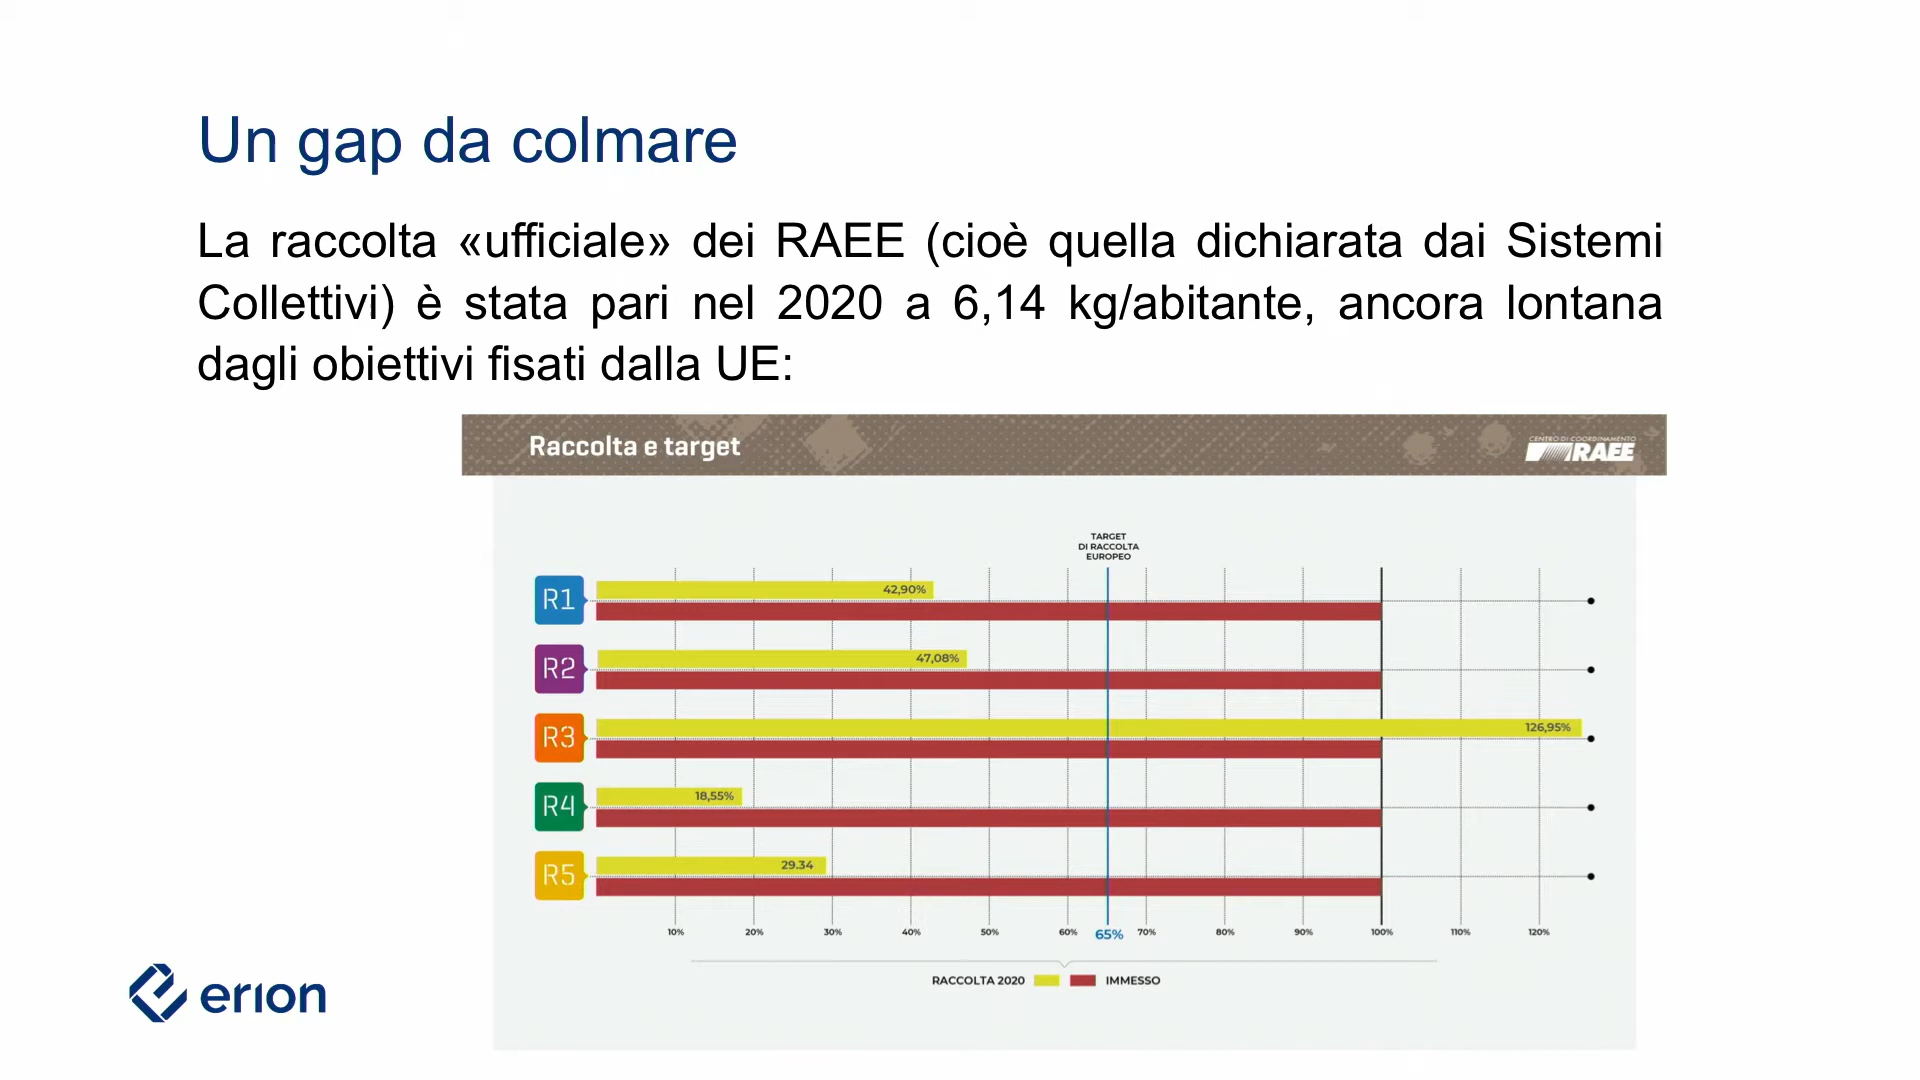 Un gap da colmare
La raccolta «ufficiale» dei RAEE (cioè quella dichiarata dai Sistemi
Collettivi) è stata pari nel 2020 a 6,14 kg/abitante, ancora lontana
dagli obiettivi fisati dalla UE:
Raccolta e target
CENTRO DI COORDINAMENTO
RAEE
TARGET
DI RACCOLTA
EUROPEO
R1
42,90%
R2
47,08%
R3
126,95%
R4
18,55%
R5
29.34
10% 20% 30% 40% 50% 60% 65% 70% 80% 90% 100% 110% 120%
RACCOLTA 2020 IMMESSO
erion